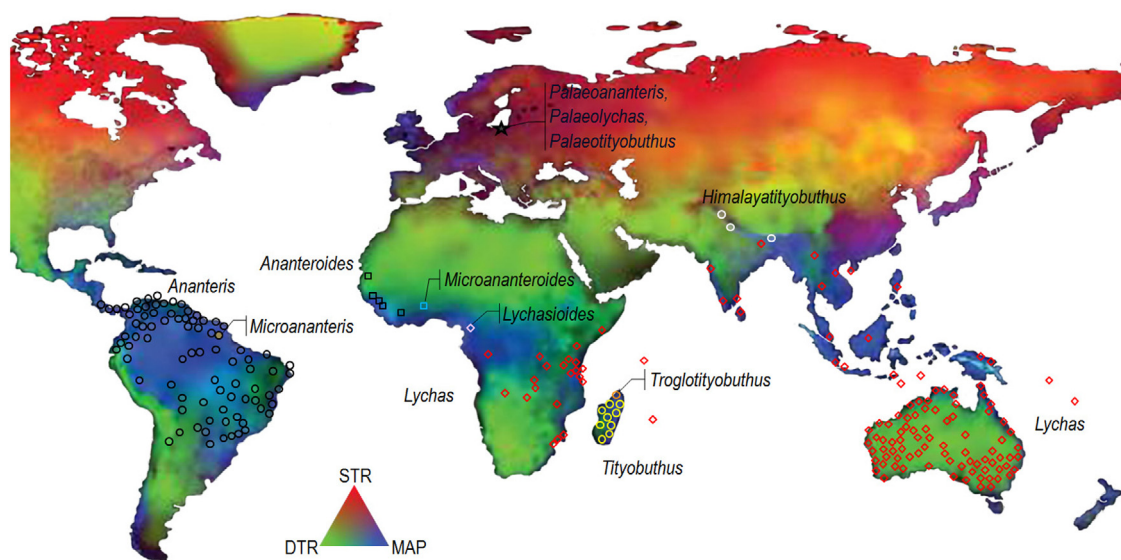 Palaeoananteris,
Palaeolychas,
Palaeotityobuthus
Himalayatityobuthus
Ananteroides
Ananteris
Microananteroides
Microananteris
Lychasioides
Lychas
Troglotityobuthus
Lychas
Tityobuthus
STR
DTR
MAP